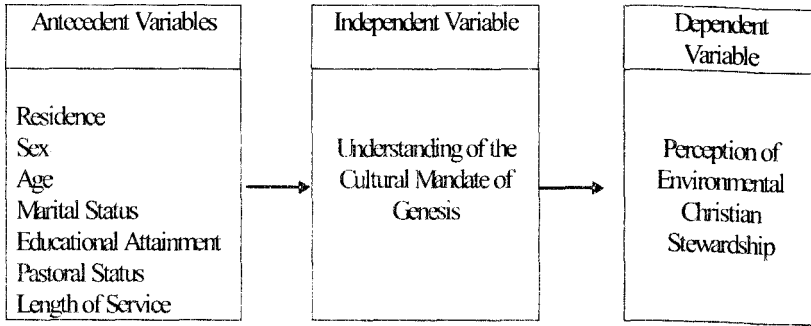 Antecedent Variables
Residence
Sex
Age
Marital Status
Educational Attainment
Pastoral Status
Length of Service
Independent Variable
Understanding of the
Cultural Mandate of
Genesis
Dependent
Variable
Perception of
Environmental
Christian
Stewardship